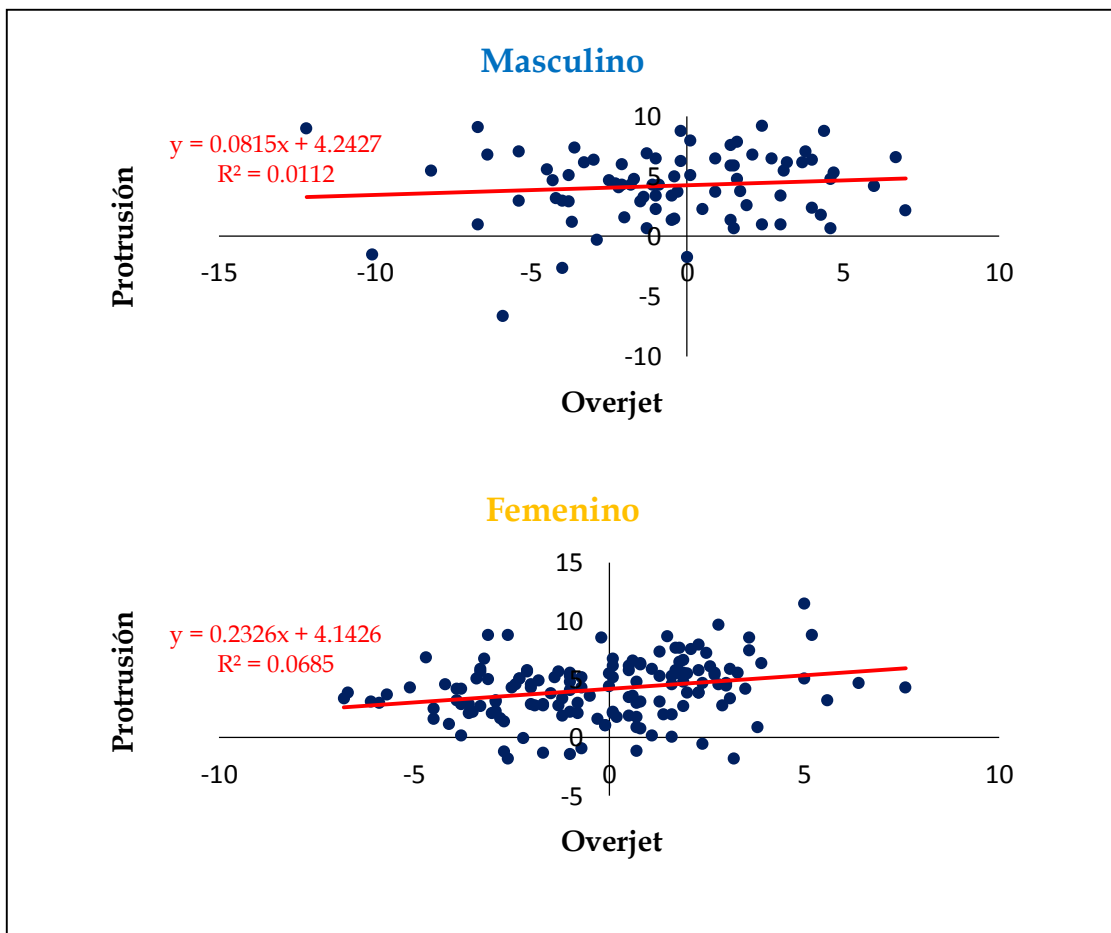 Masculino
10
y = 0.0815x + 4.2427
R² = 0.0112
5
0
-15
-10
-5
0
5
10
-5
-10
Protrusión
Overjet
Femenino
15
10
y = 0.2326x + 4.1426
R² = 0.0685
5
0
-10
-5
0
5
10
-5
Protrusión
Overjet